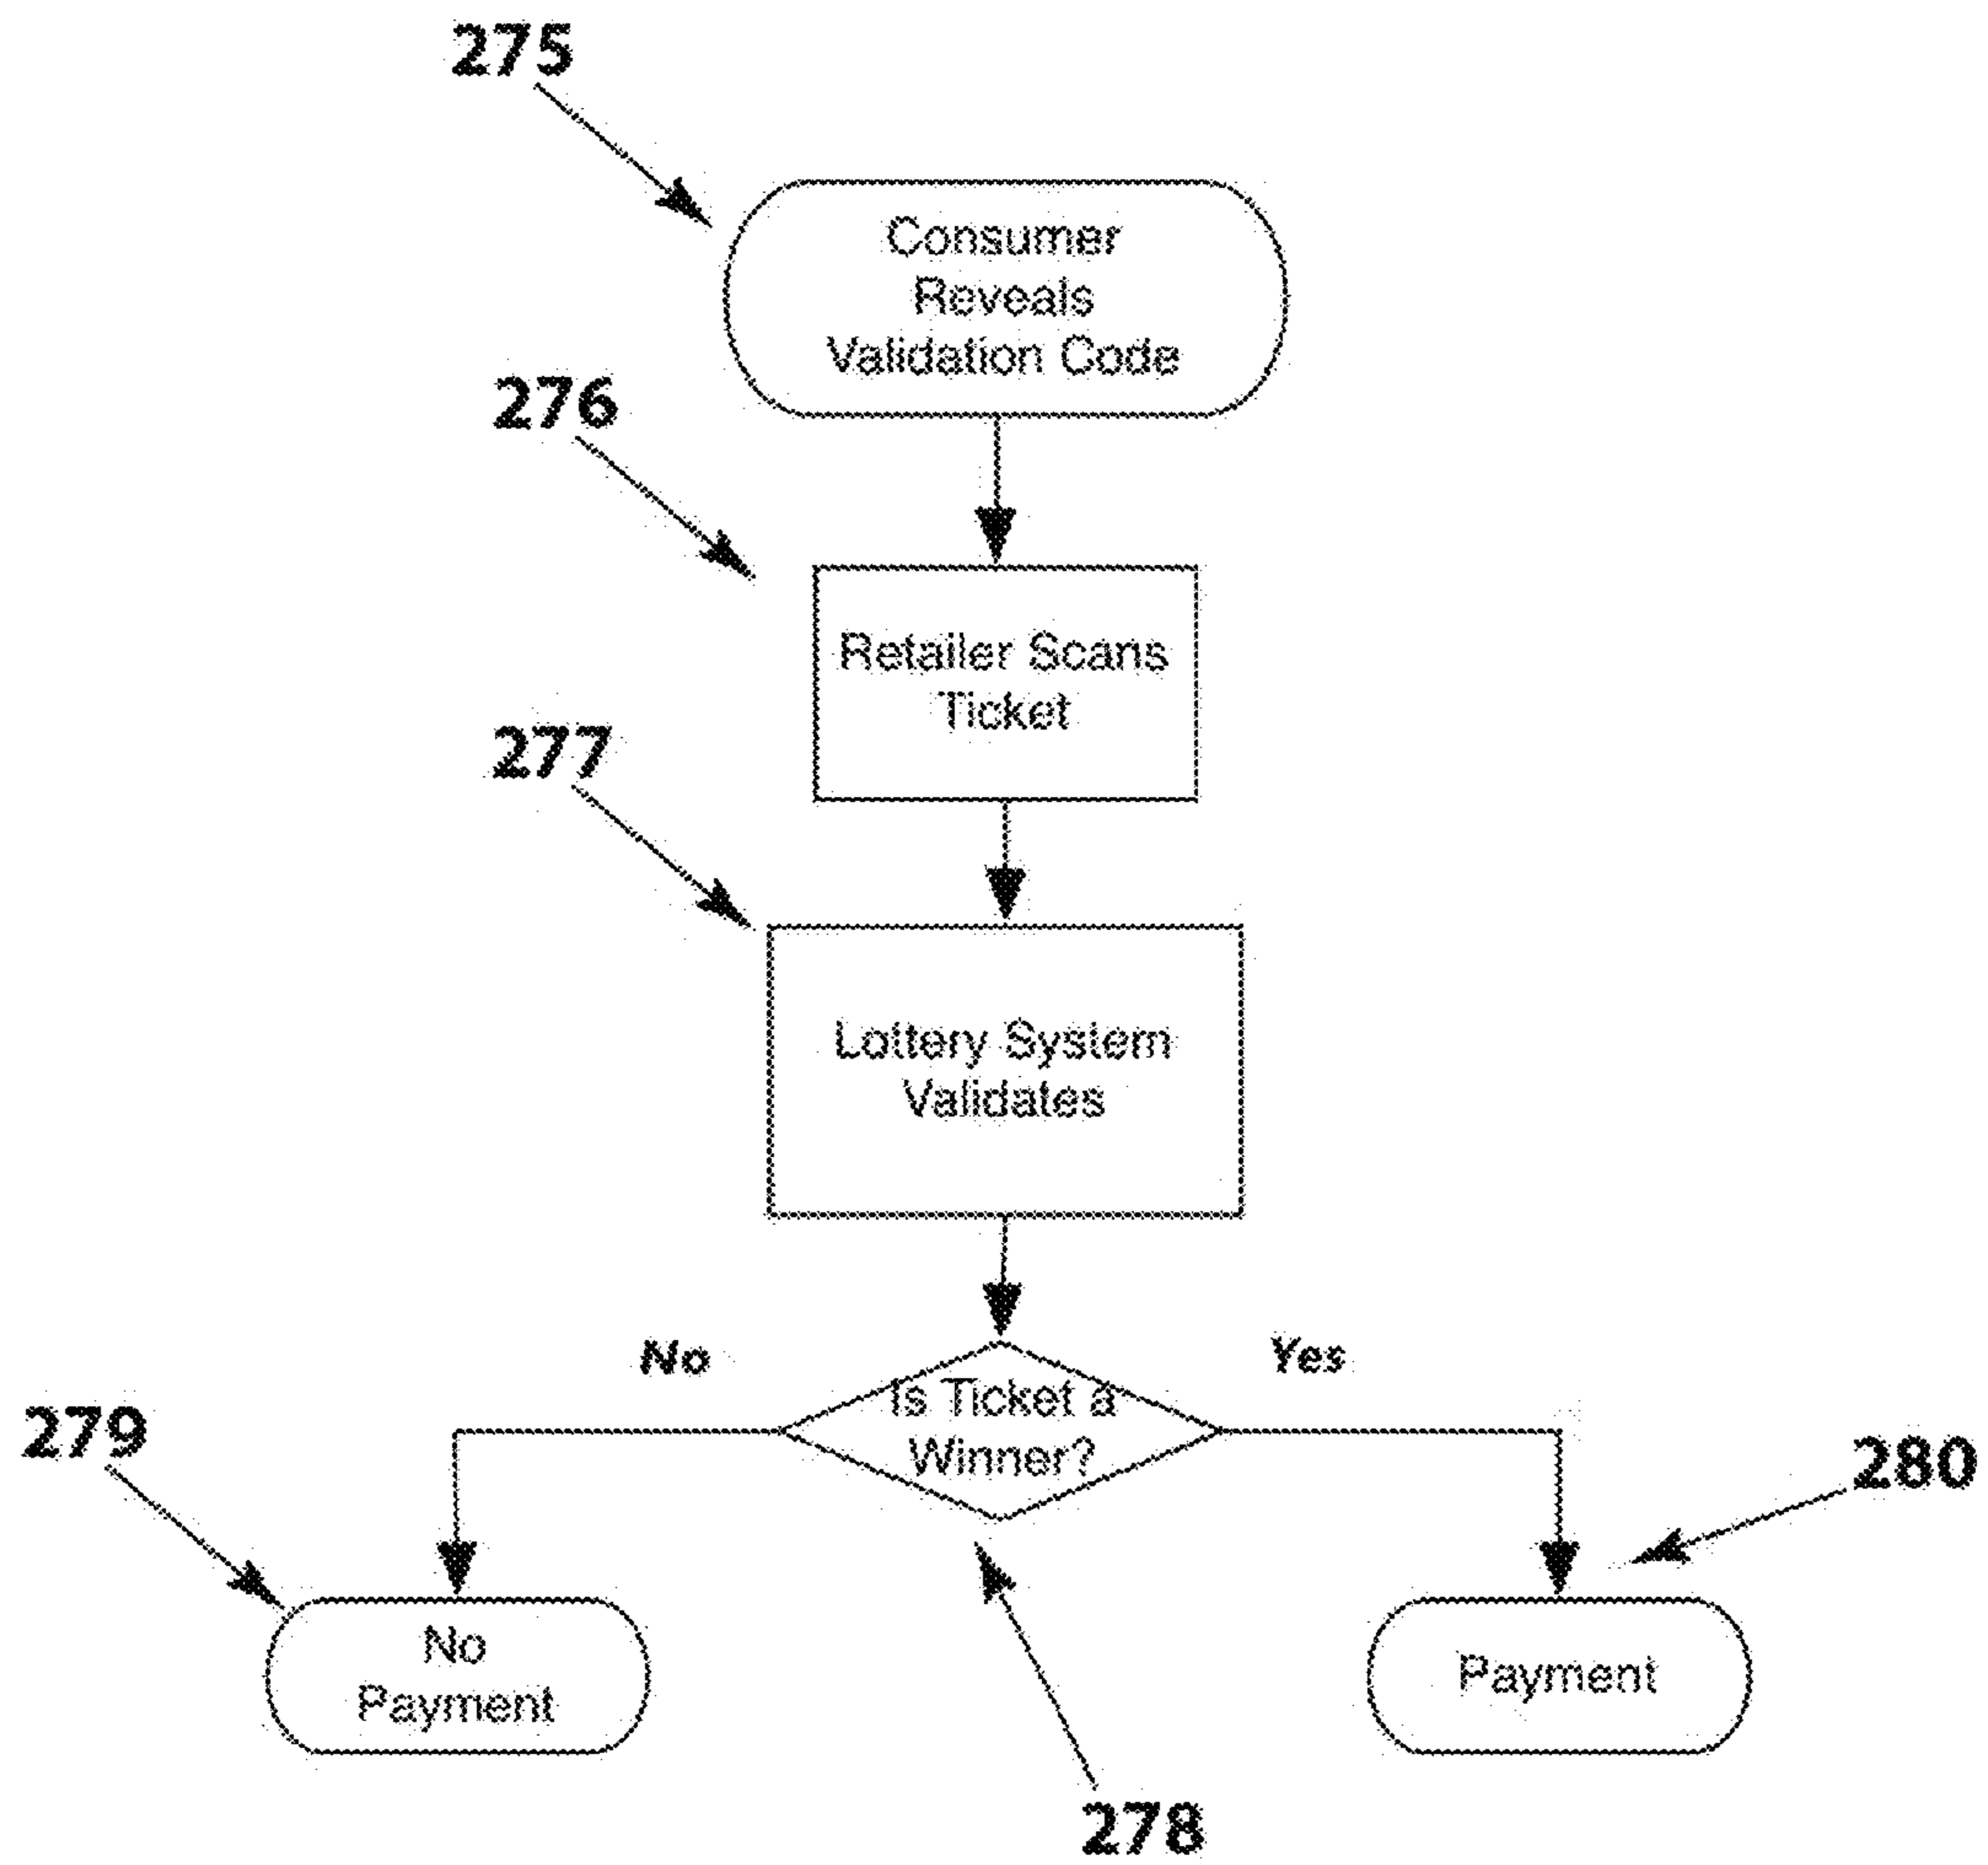 275
Consumer
Reveals
Validation Code
276
Retailer Scans
Ticket
277
Lottery System
Validates
No
Yes
Is Ticket a
Winner?
279
280
No
Payment
Payment
278